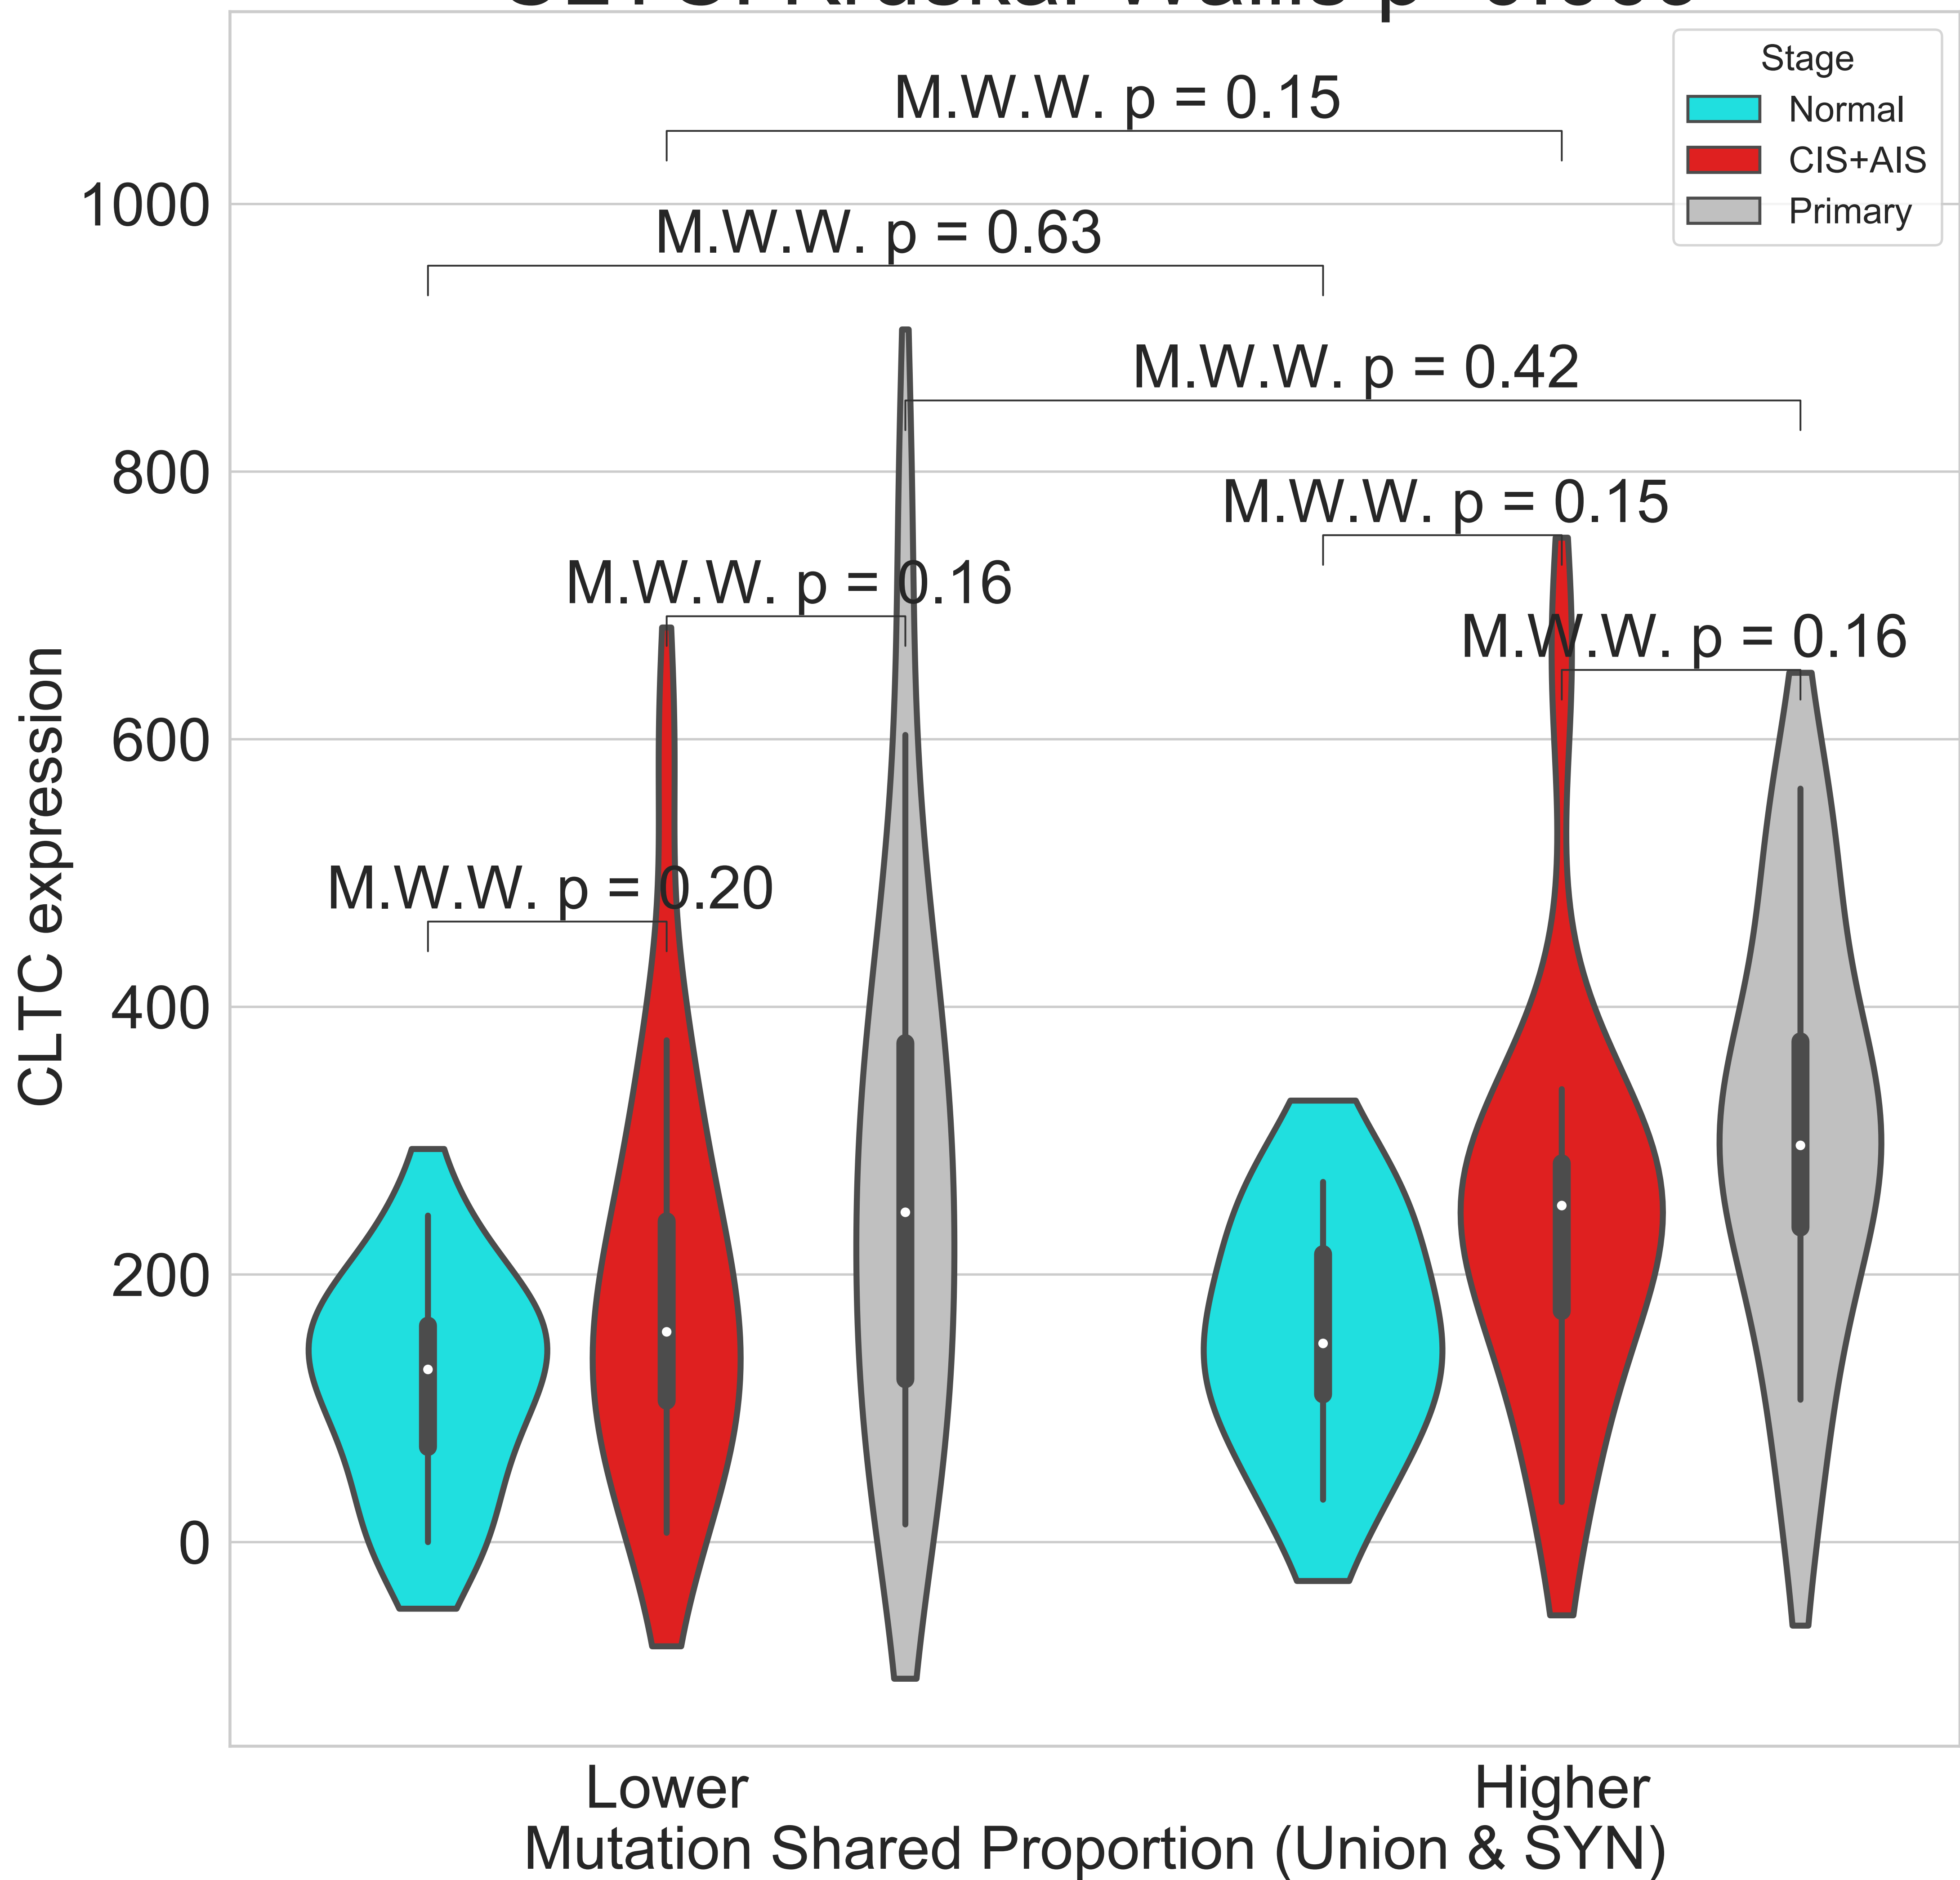 Stage
Normal
CIS+AIS
Primary
M.W.W. p = 0.15
1000
M.W.W. p = 0.63
M.W.W. p = 0.42
800
M.W.W. p = 0.15
M.W.W. p = 0.16
M.W.W. p = 0.16
600
M.W.W. p = 0.20
CLTC expression
400
200
0
Lower
Higher
Mutation Shared Proportion (Union & SYN)